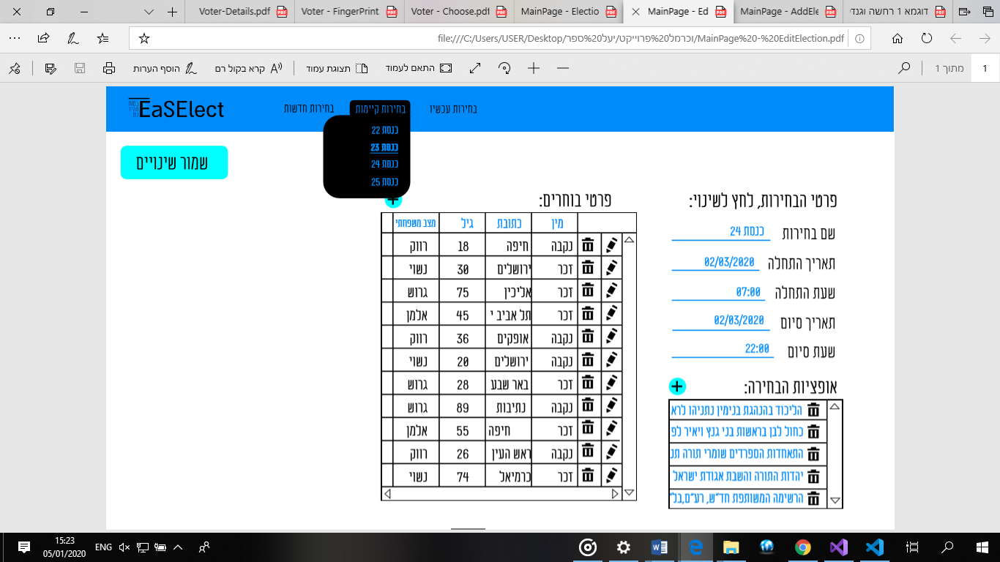 Voter-Details.pdf
Voter - FingerPrint
Voter - Choose.pdf
MainPage - Electio
MainPage - Ed
MainPage - AddEle
דוגמא 1 רחשה וגנדי
file:///C:/Users/USER/Desktop/וכרמל%20פרוייקט/יעל%20ספר/MainPage%20-%20EditElection.pdf
הוסף הערות
קרא בקול רם
תצוגת עמוד
התאם לעמוד
מתוך 1
1
EaSElect
בחירות חדשות
בחירות קיימות
בחירות עכשיו
כנסת 22
כנסת 23
כנסת 24
כנסת 25
שמור שינויים
פרטי הבחירות, לחץ לשינוי:
שם בחירות כנסת 24
תאריך התחלה 02/03/2020
שעת התחלה 07:00
תאריך סיום 02/03/2020
שעת סיום 22:00
אופציות הבחירה:
הליכוד בהנהגת בנימין נתניהו לרא
כחול לבן בראשות בני גנץ ויאיר לפ
התאחדות הספרדים שומרי תורה תנ
יהדות התורה והשבת אגודת ישראל
הרשימה המשותפת חד"ש, רע"ם,בל"
פרטי בוחרים:
מין כתובת גיל מצב משפחתי
נקבה חיפה 18 רווק
זכר ירושלים 30 נשוי
זכר אליכין 75 גרוש
זכר תל אביב י 45 אלמן
נקבה אופקים 36 רווק
נקבה ירושלים 20 נשוי
זכר באר שבע 28 גרוש
נקבה נתיבות 89 גרוש
זכר חיפה 55 אלמן
נקבה ראש העין 26 רווק
זכר כרמיאל 74 נשוי
15:23
ENG
05/01/2020